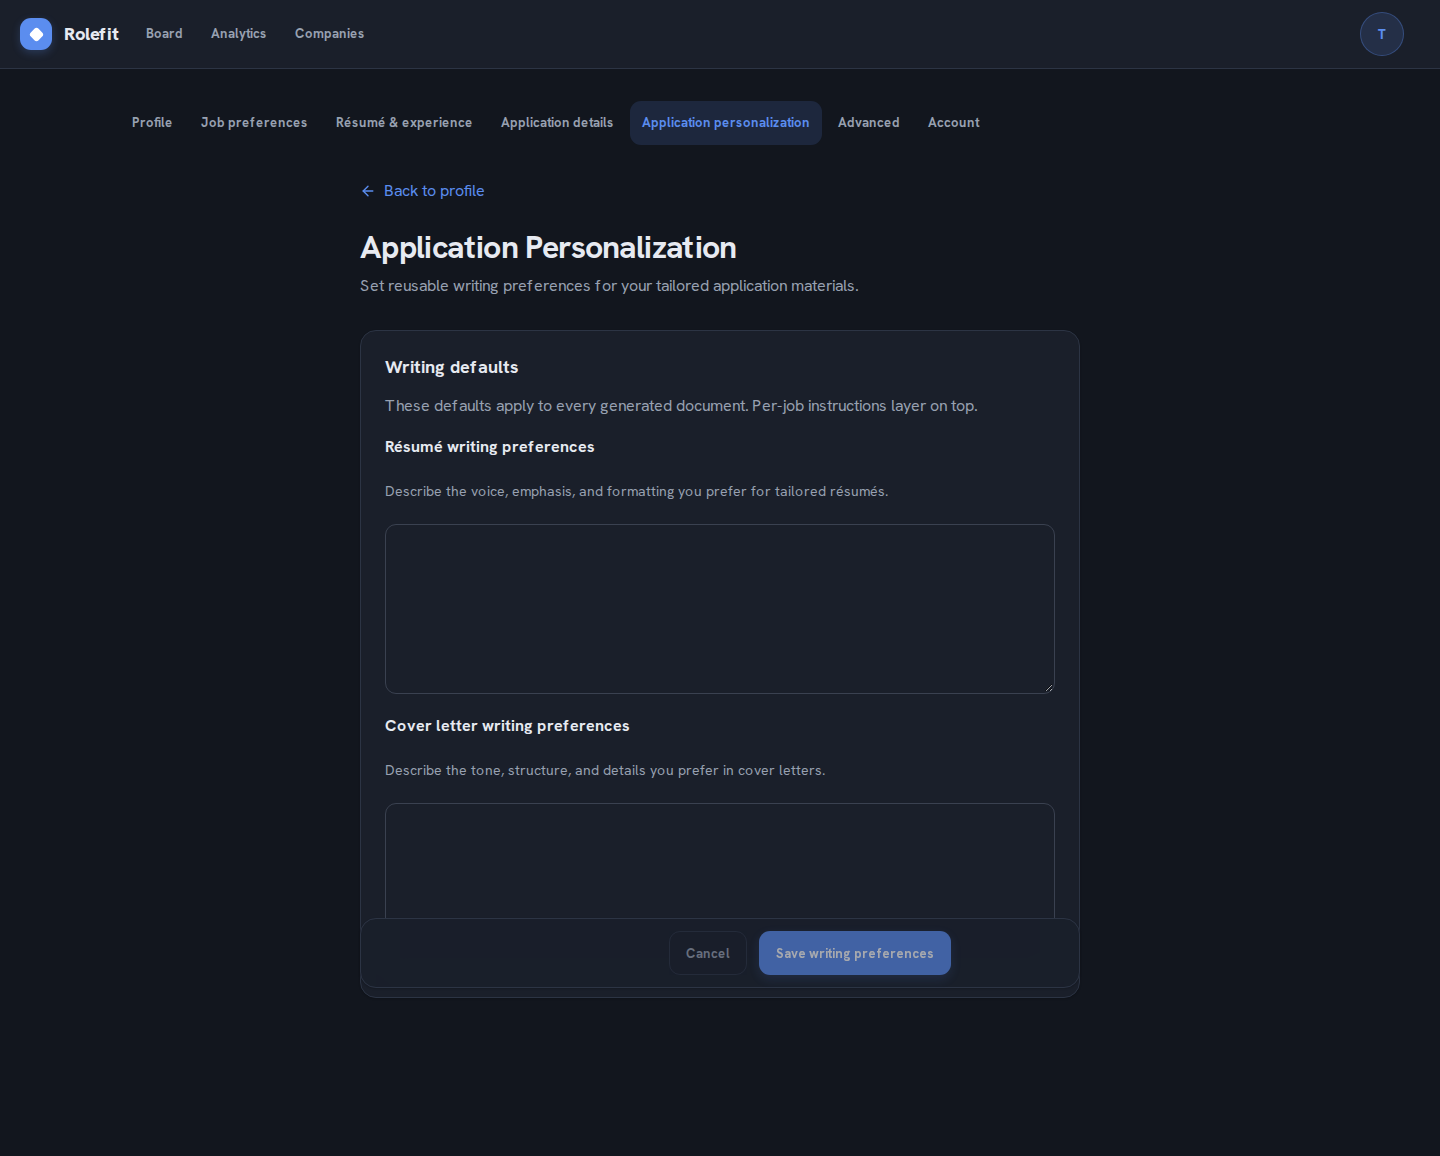 Rolefit
Board
Analytics
Companies
T
Profile
Job preferences
Résumé & experience
Application details
Application personalization
Advanced
Account
Back to profile
Application Personalization
Set reusable writing preferences for your tailored application materials.
Writing defaults
These defaults apply to every generated document. Per-job instructions layer on top.
Résumé writing preferences
Describe the voice, emphasis, and formatting you prefer for tailored résumés.
Cover letter writing preferences
Describe the tone, structure, and details you prefer in cover letters.
Cancel
Save writing preferences